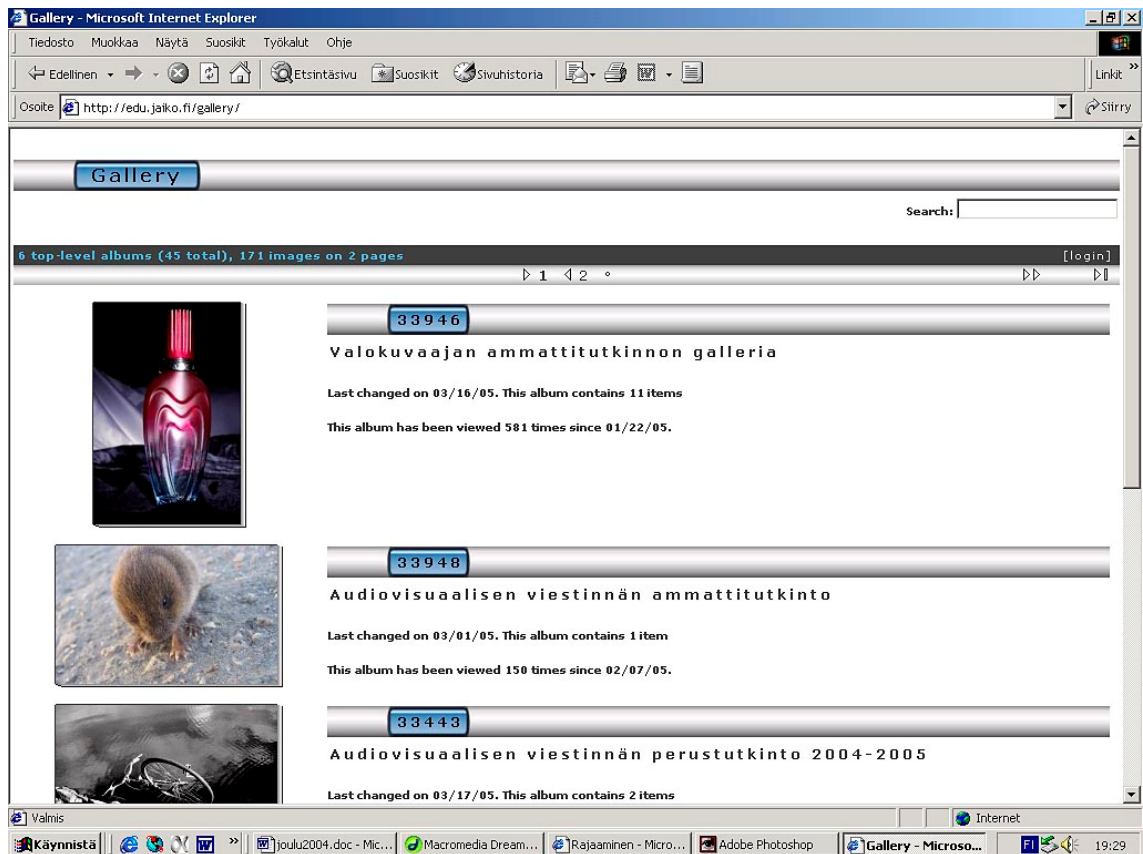 Gallery - Microsoft Internet Explorer
Tiedosto Muokkaa Näytä Suosikit Työkalut Ohje
Edellinen Etsintäsivu Suosikit Sivuhistoria Linkit »
Osoite http://edu.jaiko.fi/gallery/ Siirry
Gallery
Search:
6 top-level albums (45 total), 171 images on 2 pages [login]
1 2
33946
Valokuvaajan ammattitutkinnon galleria
Last changed on 03/16/05. This album contains 11 items
This album has been viewed 581 times since 01/22/05.
33948
Audiovisuaalisen viestinnän ammattitutkinto
Last changed on 03/01/05. This album contains 1 item
This album has been viewed 150 times since 02/07/05.
33443
Audiovisuaalisen viestinnän perustutkinto 2004-2005
Last changed on 03/17/05. This album contains 2 items
Valmis Internet
Käynnistä » joulu2004.doc - Mic... Macromedia Dream... Rajaaminen - Micro... Adobe Photoshop Gallery - Microso... FI 19:29